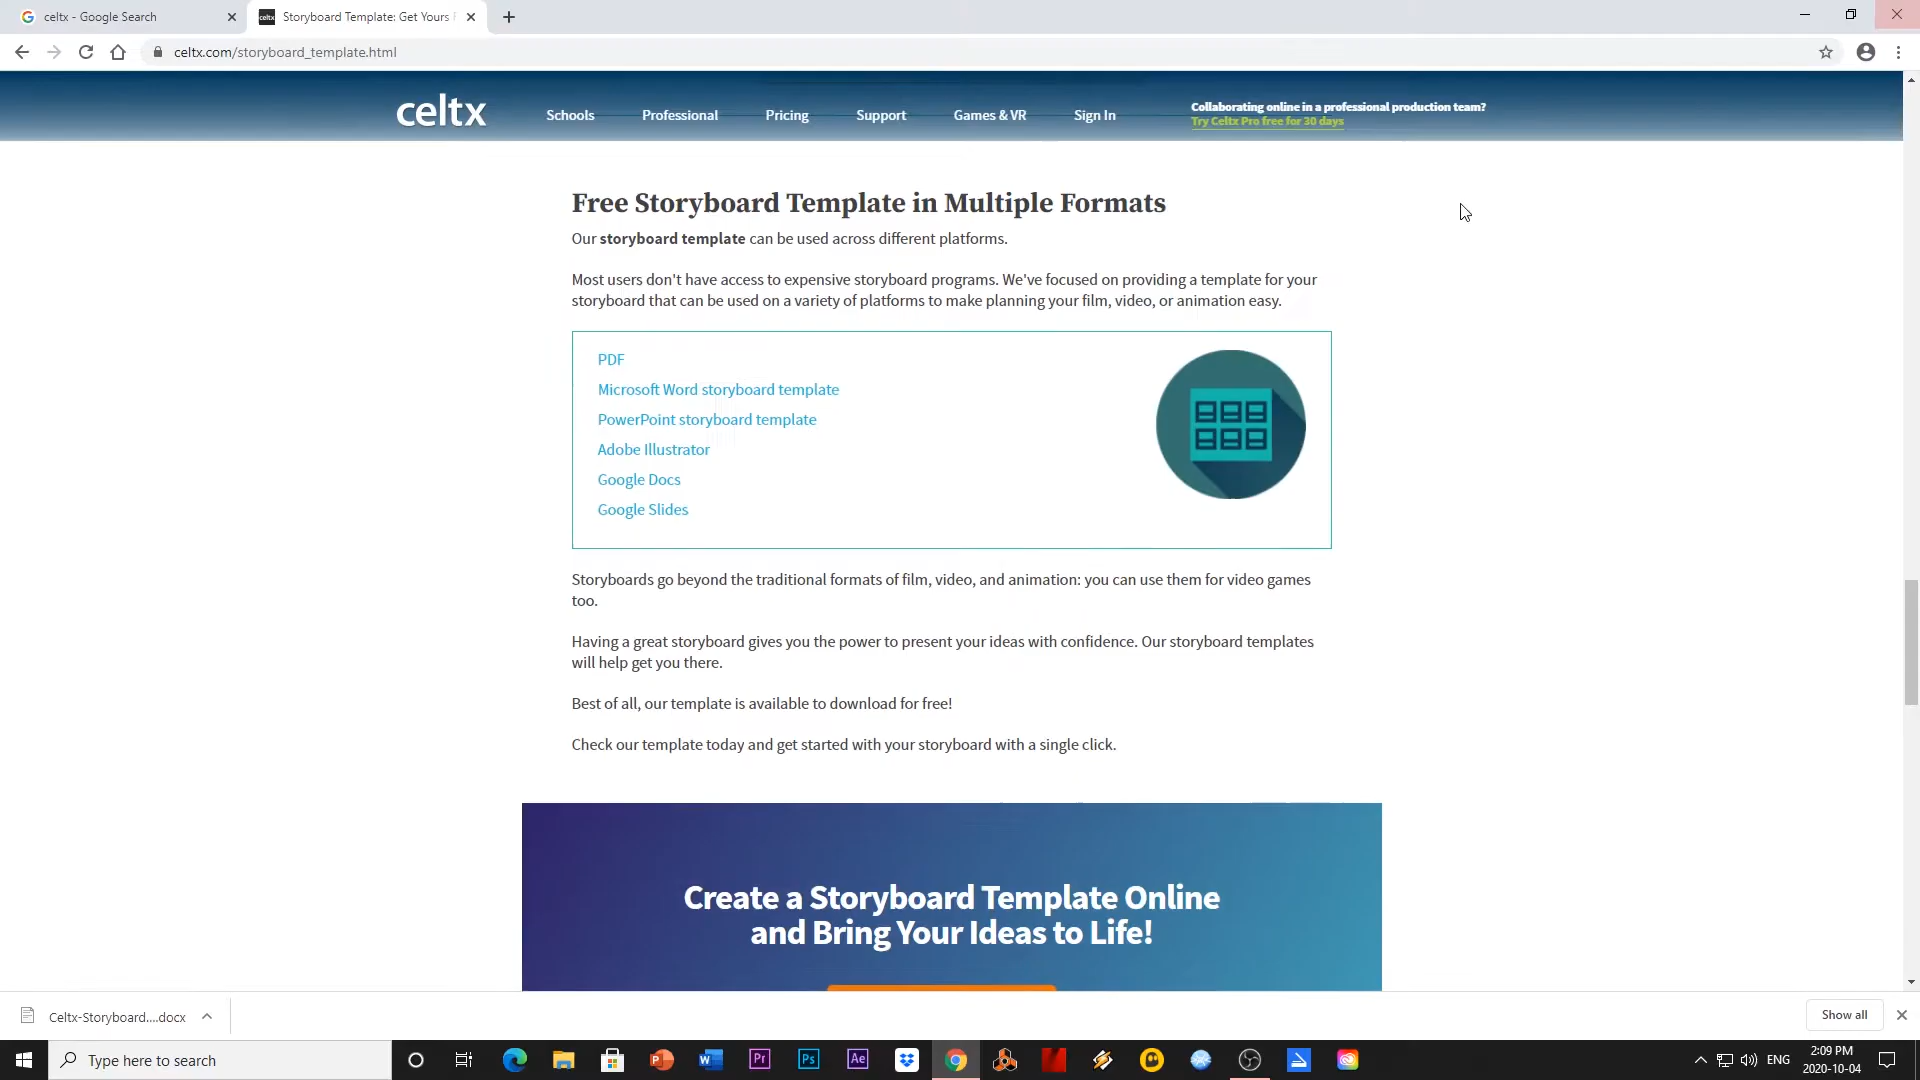 celtx - Google Search
celtx
Storyboard Template: Get Yours F
celtx.com/storyboard_template.html
celtx
Schools
Professional
Pricing
Support
Games & VR
Sign In
Collaborating online in a professional production team?
Try Celtx Pro free for 30 days
Free Storyboard Template in Multiple Formats
Our storyboard template can be used across different platforms.
Most users don't have access to expensive storyboard programs. We've focused on providing a template for your
storyboard that can be used on a variety of platforms to make planning your film, video, or animation easy.
PDF
Microsoft Word storyboard template
PowerPoint storyboard template
Adobe Illustrator
Google Docs
Google Slides
Storyboards go beyond the traditional formats of film, video, and animation: you can use them for video games
too.
Having a great storyboard gives you the power to present your ideas with confidence. Our storyboard templates
will help get you there.
Best of all, our template is available to download for free!
Check our template today and get started with your storyboard with a single click.
Create a Storyboard Template Online
and Bring Your Ideas to Life!
Celtx-Storyboard....docx
Show all
Type here to search
Pr
Ps
Ae
ENG
2:09 PM
2020-10-04